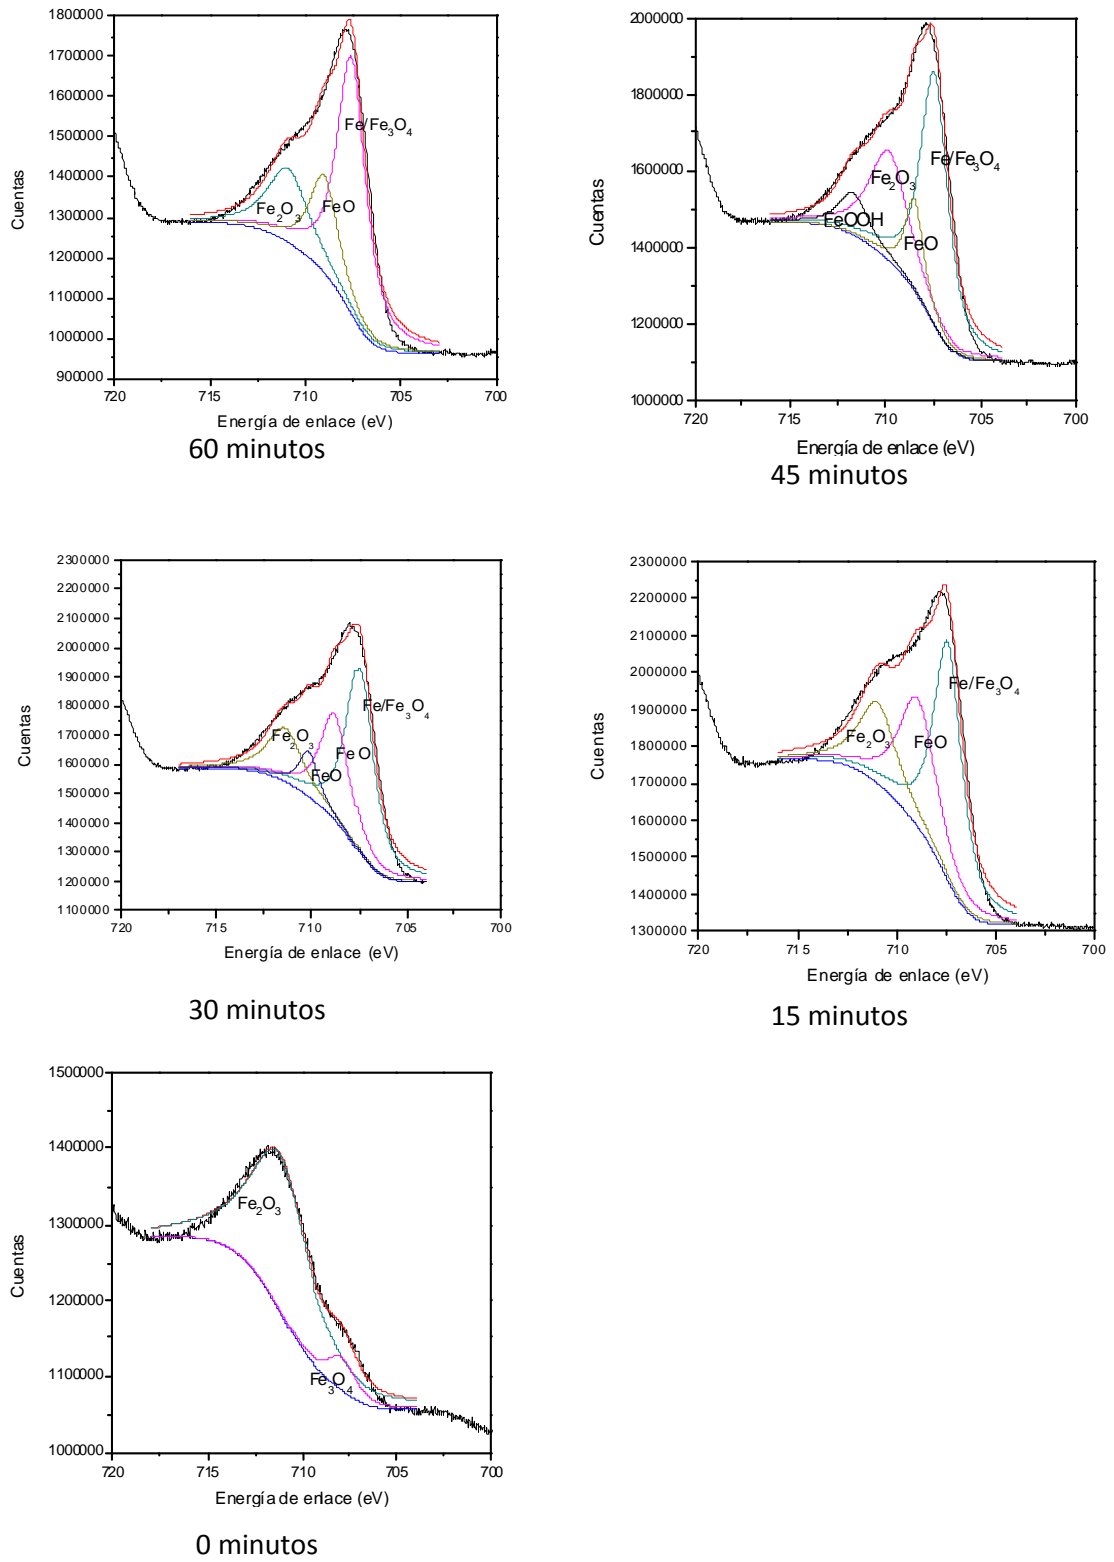 1800000
1700000
1600000
1500000
1400000
1300000
1200000
1100000
1000000
900000
720
715
710
705
700
Cuentas
Energía de enlace (eV)
Fe/Fe3O4
Fe2O3
FeO
60 minutos
2000000
1800000
1600000
1400000
1200000
1000000
720
715
710
705
700
Cuentas
Energía de enlace (eV)
Fe/Fe3O4
Fe2O3
FeOOH
FeO
45 minutos
2300000
2200000
2100000
2000000
1900000
1800000
1700000
1600000
1500000
1400000
1300000
1200000
1100000
720
715
710
705
700
Cuentas
Energía de enlace (eV)
Fe/Fe3O4
Fe2O3
FeO
FeO
30 minutos
2300000
2200000
2100000
2000000
1900000
1800000
1700000
1600000
1500000
1400000
1300000
720
715
710
705
700
Cuentas
Energía de enlace (eV)
Fe/Fe3O4
Fe2O3
FeO
15 minutos
1500000
1400000
1300000
1200000
1100000
1000000
720
715
710
705
700
Cuentas
Energía de enlace (eV)
Fe2O3
Fe3O4
0 minutos